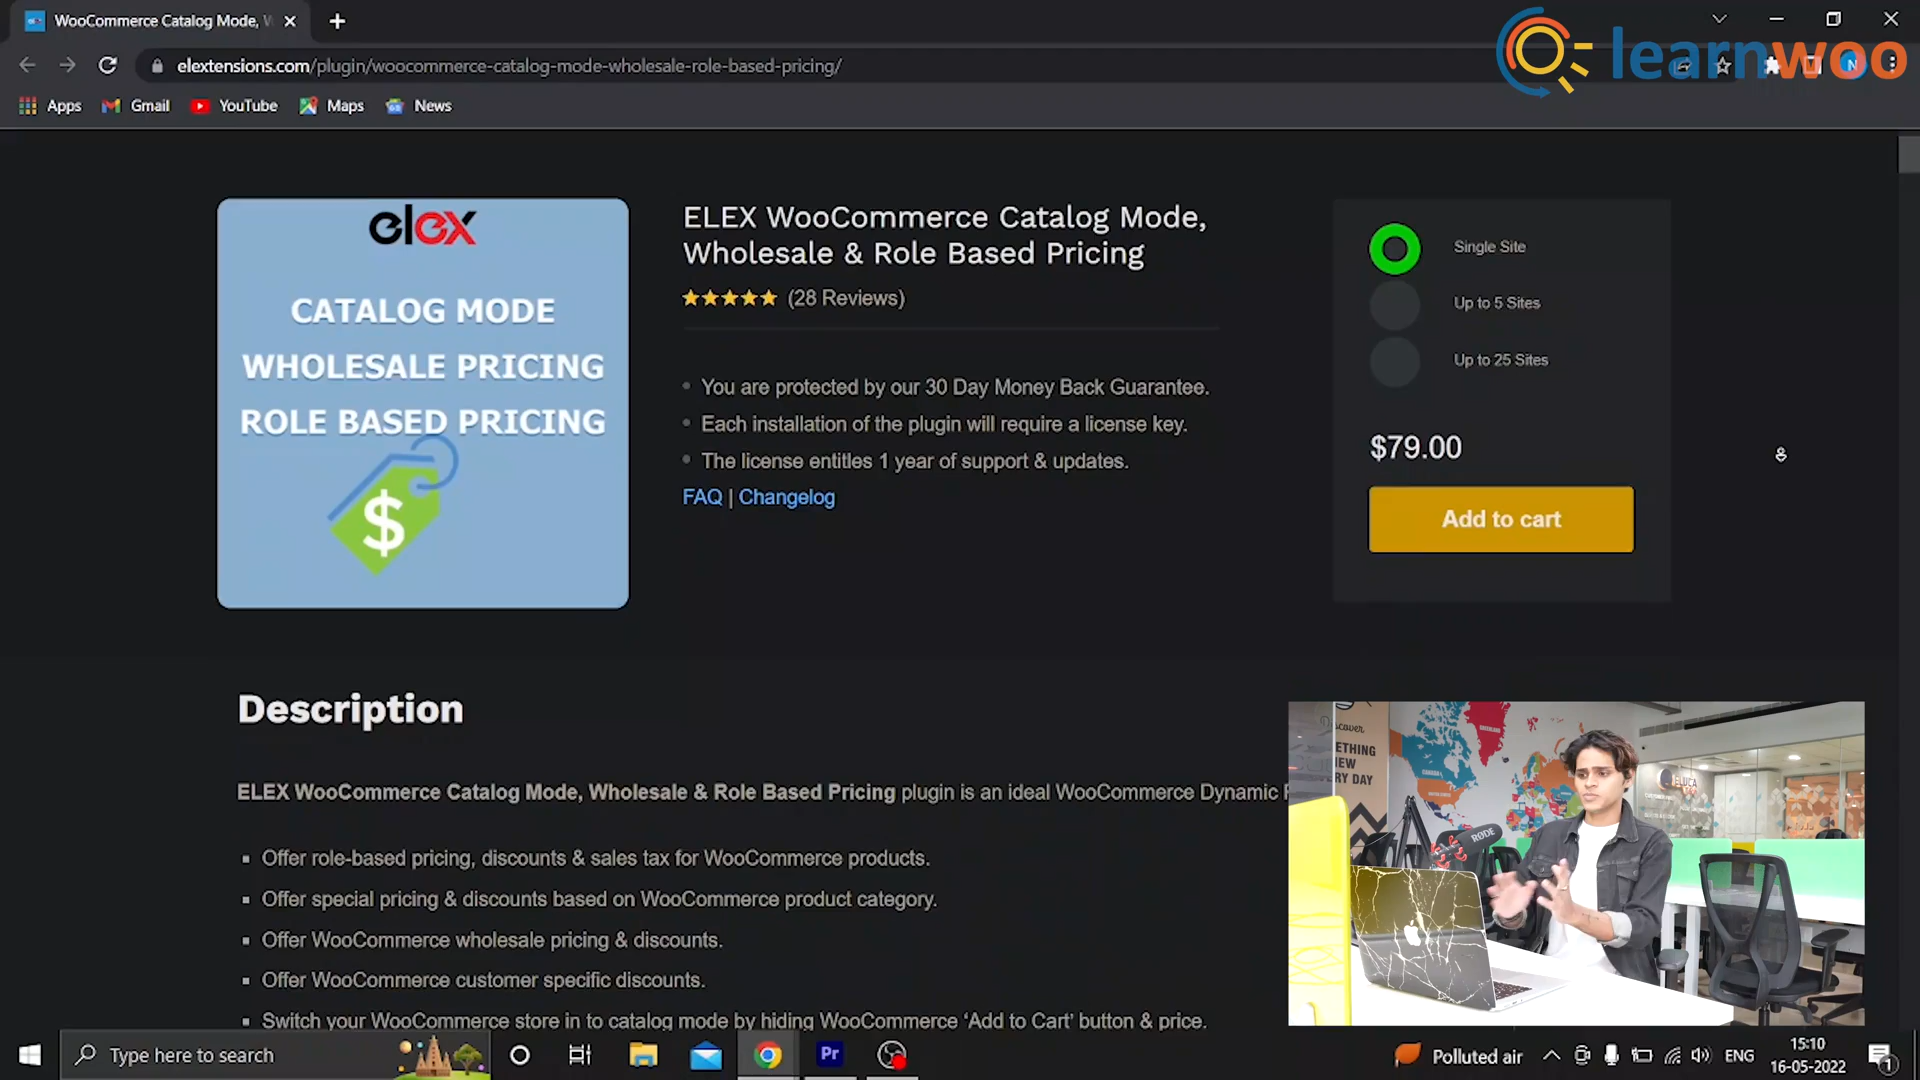 WooCommerce Catalog Mode, W
learnwoo
elextensions.com/plugin/woocommerce-catalog-mode-wholesale-role-based-pricing/
N
Apps
Gmail
YouTube
Maps
News
elex
CATALOG MODE
WHOLESALE PRICING
ROLE BASED PRICING
$
ELEX WooCommerce Catalog Mode,
Wholesale & Role Based Pricing
(28 Reviews)
You are protected by our 30 Day Money Back Guarantee.
Each installation of the plugin will require a license key.
The license entitles 1 year of support & updates.
FAQ | Changelog
Single Site
Up to 5 Sites
Up to 25 Sites
$79.00
Add to cart
Description
ELEX WooCommerce Catalog Mode, Wholesale & Role Based Pricing plugin is an ideal WooCommerce Dynamic
Offer role-based pricing, discounts & sales tax for WooCommerce products.
Offer special pricing & discounts based on WooCommerce product category.
Offer WooCommerce wholesale pricing & discounts.
Offer WooCommerce customer specific discounts.
Switch your WooCommerce store in to catalog mode by hiding WooCommerce ‘Add to Cart’ button & price.
RØDE
Type here to search
Pr
Polluted air
ENG
15:10
16-05-2022
1